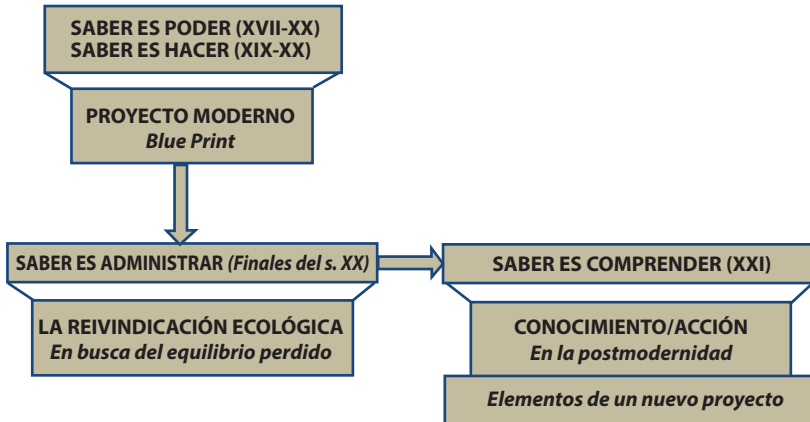 SABER ES PODER (XVII-XX)
SABER ES HACER (XIX-XX)
PROYECTO MODERNO
Blue Print
SABER ES ADMINISTRAR (Finales del s. XX)
LA REIVINDICACIÓN ECOLÓGICA
En busca del equilibrio perdido
SABER ES COMPRENDER (XXI)
CONOCIMIENTO/ACCIÓN
En la postmodernidad
Elementos de un nuevo proyecto